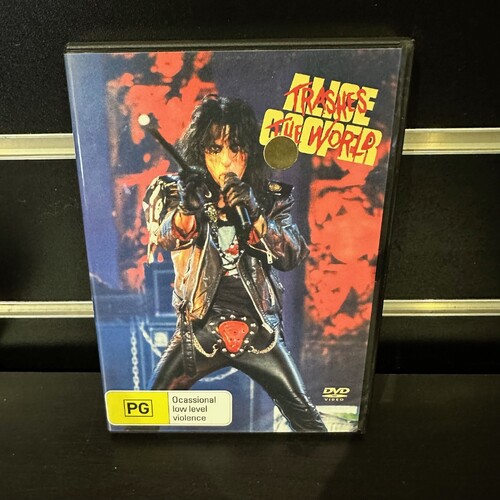 ALICE
TRASHES
COOPER
THE WORLD
PG
Ocassional
low level
violence
DVD
VIDEO